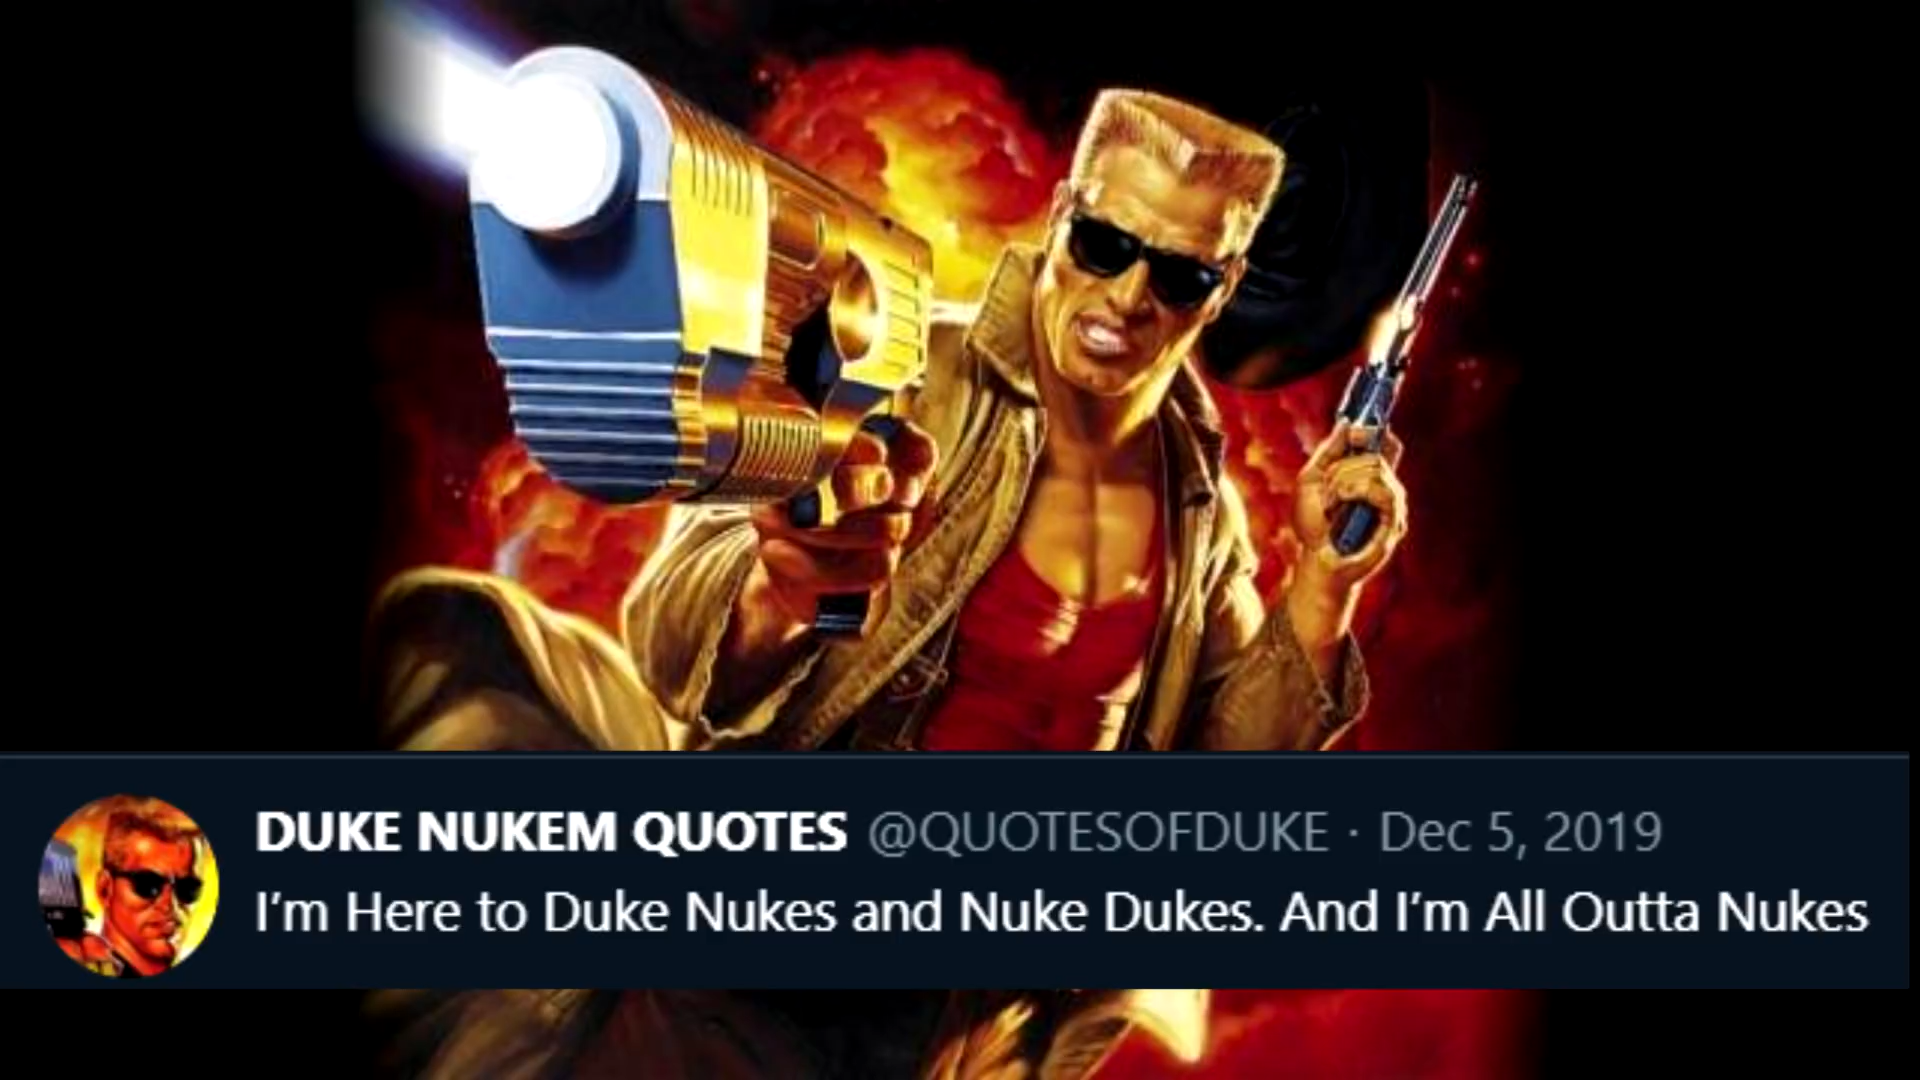 DUKE NUKEM QUOTES @QUOTESOFDUKE · Dec 5, 2019
I’m Here to Duke Nukes and Nuke Dukes. And I’m All Outta Nukes